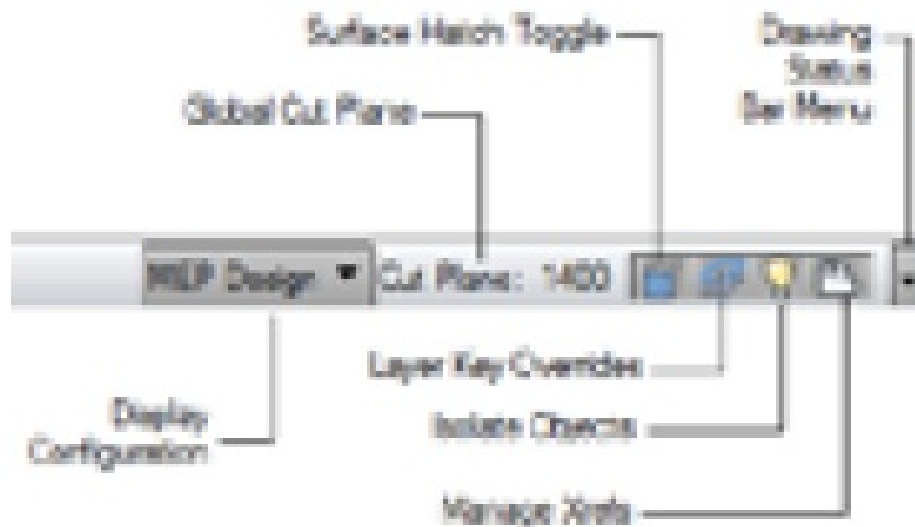 Surface Hatch Toggle
Drawing
Status
Bar Menu
Global Cut Plane
MEP Design
Cut Plane: 1400
Layer Key Overrides
Isolate Objects
Display
Configuration
Manage Xrefs